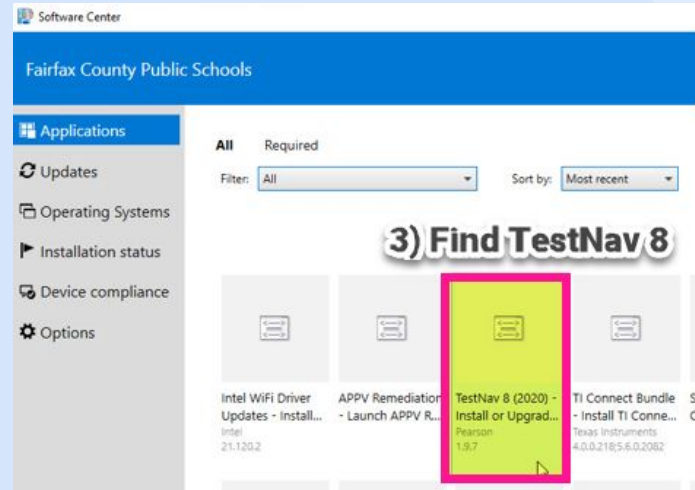 Software Center
Fairfax County Public Schools
Applications
Updates
Operating Systems
Installation status
Device compliance
Options
All Required
Filter: All Sort by: Most recent
3) Find TestNav 8
Intel WiFi Driver
Updates - Install...
Intel
21.120.2
APPV Remediation
- Launch APPV R...
TestNav 8 (2020) -
Install or Upgrad...
Pearson
1.9.7
TI Connect Bundle
- Install TI Conne...
Texas Instruments
4.0.0.218;5.6.0.2082